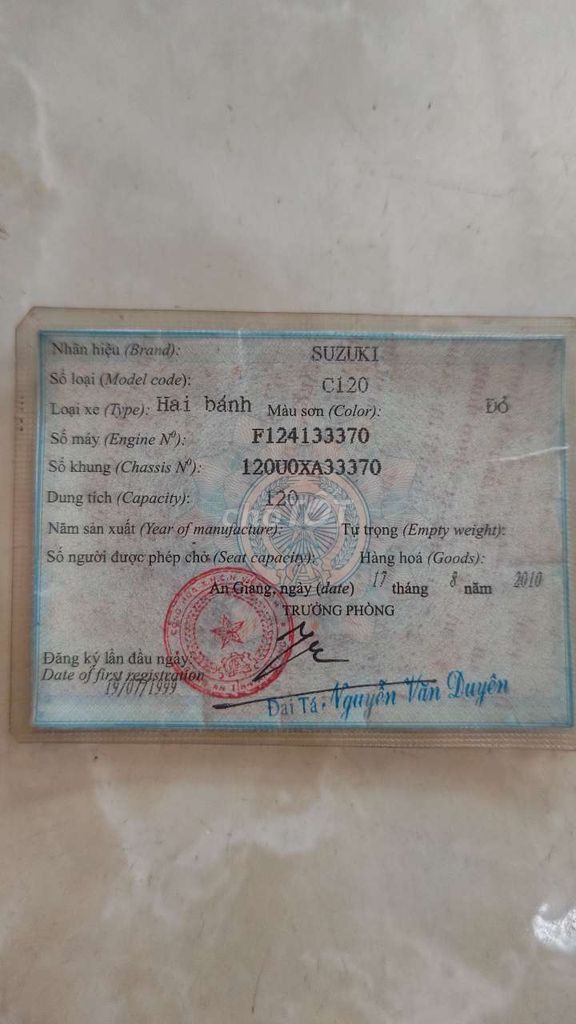 Nhãn hiệu (Brand): SUZUKI
Số loại (Model code): C120
Loại xe (Type): Hai bánh Màu sơn (Color): ĐỎ
Số máy (Engine Nº): F124133370
Số khung (Chassis Nº): 120U0XA33370
Dung tích (Capacity): 120
Năm sản xuất (Year of manufacture): Tự trọng (Empty weight):
Số người được phép chở (Seat capacity): Hàng hoá (Goods):
An Giang, ngày (date) 17 tháng 8 năm 2010
TRƯỞNG PHÒNG
Đăng ký lần đầu ngày
Date of first registration
19/07/1999
Đại Tá, Nguyễn Văn Duyên